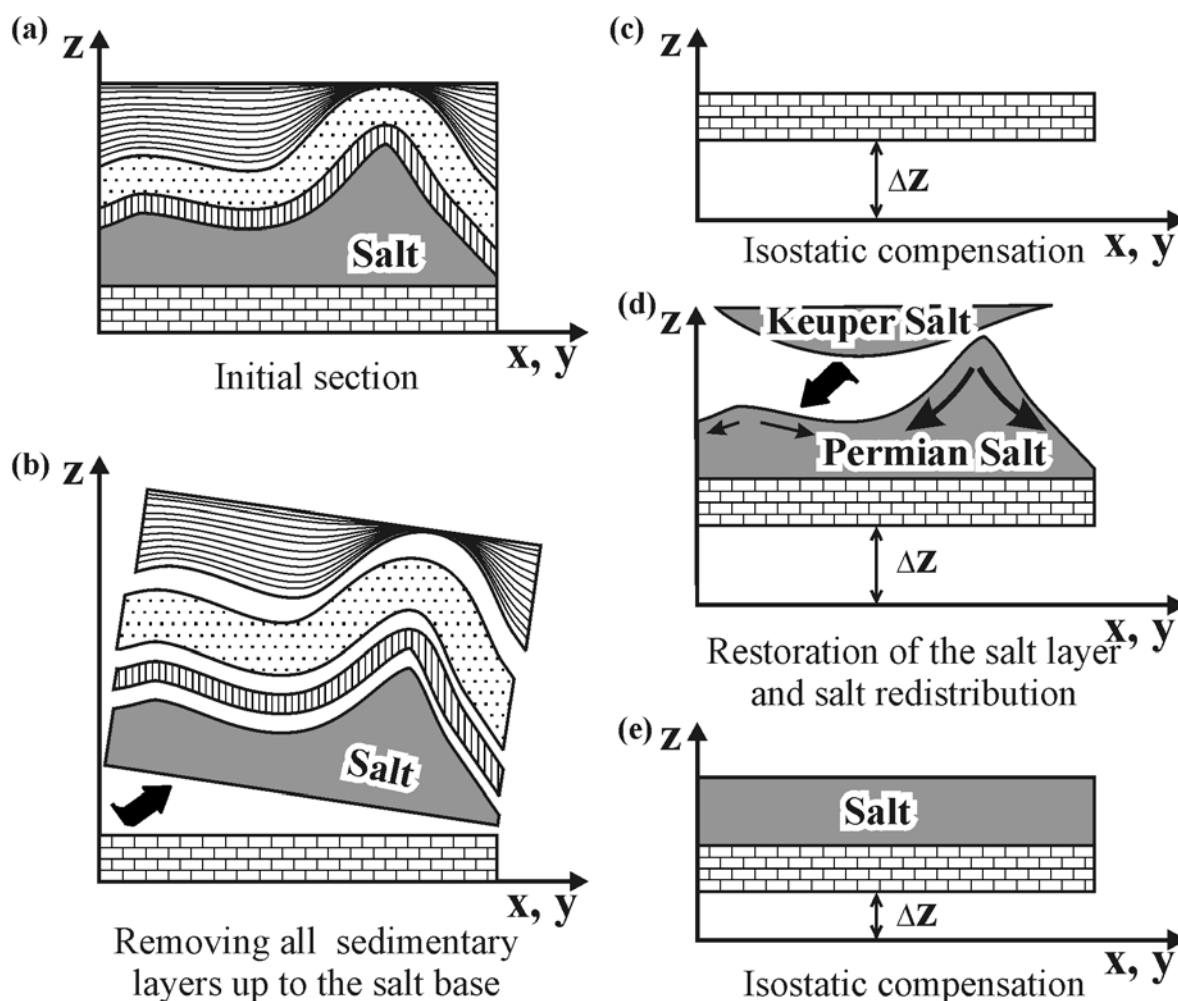 (a)
z
Salt
x, y
Initial section
(b)
z
Salt
x, y
Removing all sedimentary
layers up to the salt base
(c)
z
Δz
x, y
Isostatic compensation
(d)
z
Keuper Salt
Permian Salt
Δz
x, y
Restoration of the salt layer
and salt redistribution
(e)
z
Salt
Δz
x, y
Isostatic compensation